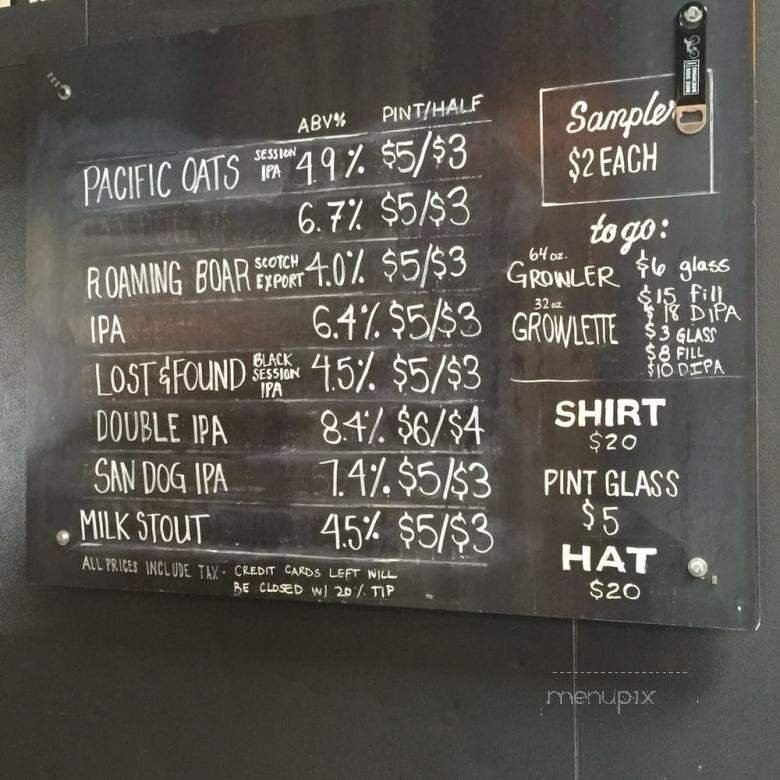 ABV% PINT/HALF
PACIFIC OATS SESSION IPA 4.9% $5/$3
6.7% $5/$3
ROAMING BOAR SCOTCH EXPORT 4.0% $5/$3
IPA 6.4% $5/$3
LOST & FOUND BLACK SESSION IPA 4.5% $5/$3
DOUBLE IPA 8.4% $6/$4
SAN DOG IPA 7.4% $5/$3
MILK STOUT 4.5% $5/$3
ALL PRICES INCLUDE TAX - CREDIT CARDS LEFT WILL
BE CLOSED W/ 20% TIP
Sampler
$2 EACH
to go:
64 oz.
GROWLER $6 glass
$15 fill
$18 DIPA
32 oz
GROWLETTE $3 GLASS
$8 FILL
$10 DIPA
SHIRT
$20
PINT GLASS
$5
HAT
$20
menupix